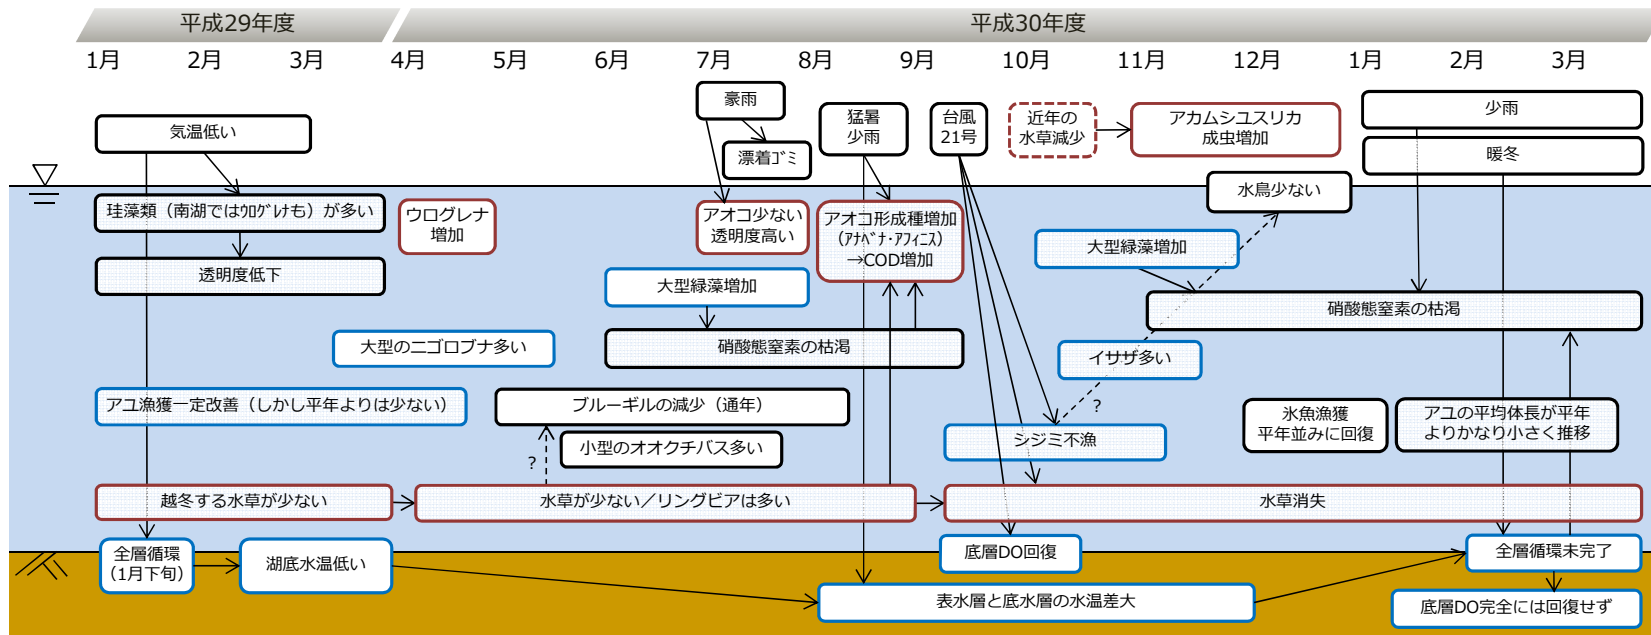 平成29年度
平成30年度
1月
2月
3月
4月
5月
6月
7月
8月
9月
10月
11月
12月
1月
2月
3月
気温低い
豪雨
漂着ｺﾞﾐ
猛暑
少雨
台風
21号
近年の
水草減少
アカムシユスリカ
成虫増加
少雨
暖冬
水鳥少ない
珪藻類（南湖ではｳﾛｸﾞﾚﾅも）が多い
ウログレナ
増加
アオコ少ない
透明度高い
アオコ形成種増加
（ｱﾅﾍﾞﾅ･ｱﾌｨﾆｽ）
→COD増加
大型緑藻増加
透明度低下
大型緑藻増加
硝酸態窒素の枯渇
大型のニゴロブナ多い
硝酸態窒素の枯渇
イサザ多い
アユ漁獲一定改善（しかし平年よりは少ない）
ブルーギルの減少（通年）
?
氷魚漁獲
平年並みに回復
アユの平均体長が平年
よりかなり小さく推移
小型のオオクチバス多い
シジミ不漁
?
越冬する水草が少ない
水草が少ない／リングビアは多い
水草消失
全層循環
（1月下旬）
湖底水温低い
底層DO回復
全層循環未完了
表水層と底水層の水温差大
底層DO完全には回復せず